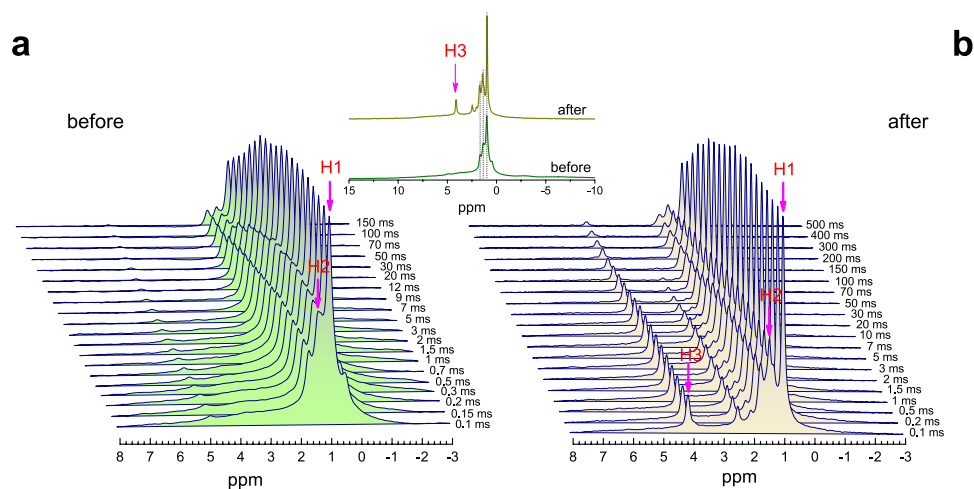 a
b
H3
before
after
after
before
15
10
5
0
-5
-10
ppm
H1
H2
150 ms
100 ms
70 ms
50 ms
30 ms
20 ms
12 ms
9 ms
7 ms
5 ms
3 ms
2 ms
1.5 ms
1 ms
0.7 ms
0.5 ms
0.3 ms
0.2 ms
0.15 ms
0.1 ms
8 7 6 5 4 3 2 1 0 -1 -2 -3
ppm
H1
H2
H3
500 ms
400 ms
300 ms
200 ms
150 ms
100 ms
70 ms
50 ms
30 ms
20 ms
10 ms
7 ms
5 ms
3 ms
2 ms
1.5 ms
1 ms
0.5 ms
0.2 ms
0.1 ms
8 7 6 5 4 3 2 1 0 -1 -2 -3
ppm